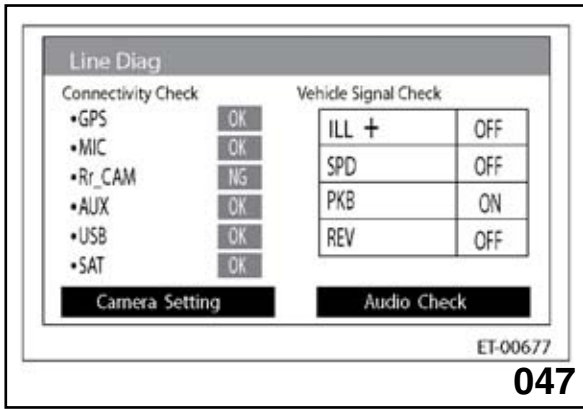 Line Diag
Connectivity Check
•GPS OK
•MIC OK
•Rr_CAM NG
•AUX OK
•USB OK
•SAT OK
Vehicle Signal Check
ILL + OFF
SPD OFF
PKB ON
REV OFF
Camera Setting
Audio Check
ET-00677
047